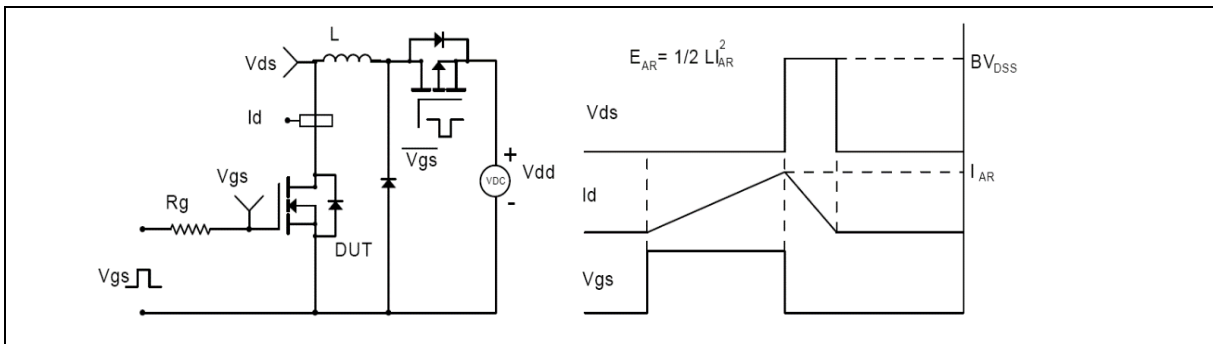 L
Vds
Id
Vgs
Vgs
+
VDC
-
Vdd
Rg
DUT
Vgs
E_AR = 1/2 LI_AR^2
BV_DSS
Vds
I_AR
Id
Vgs